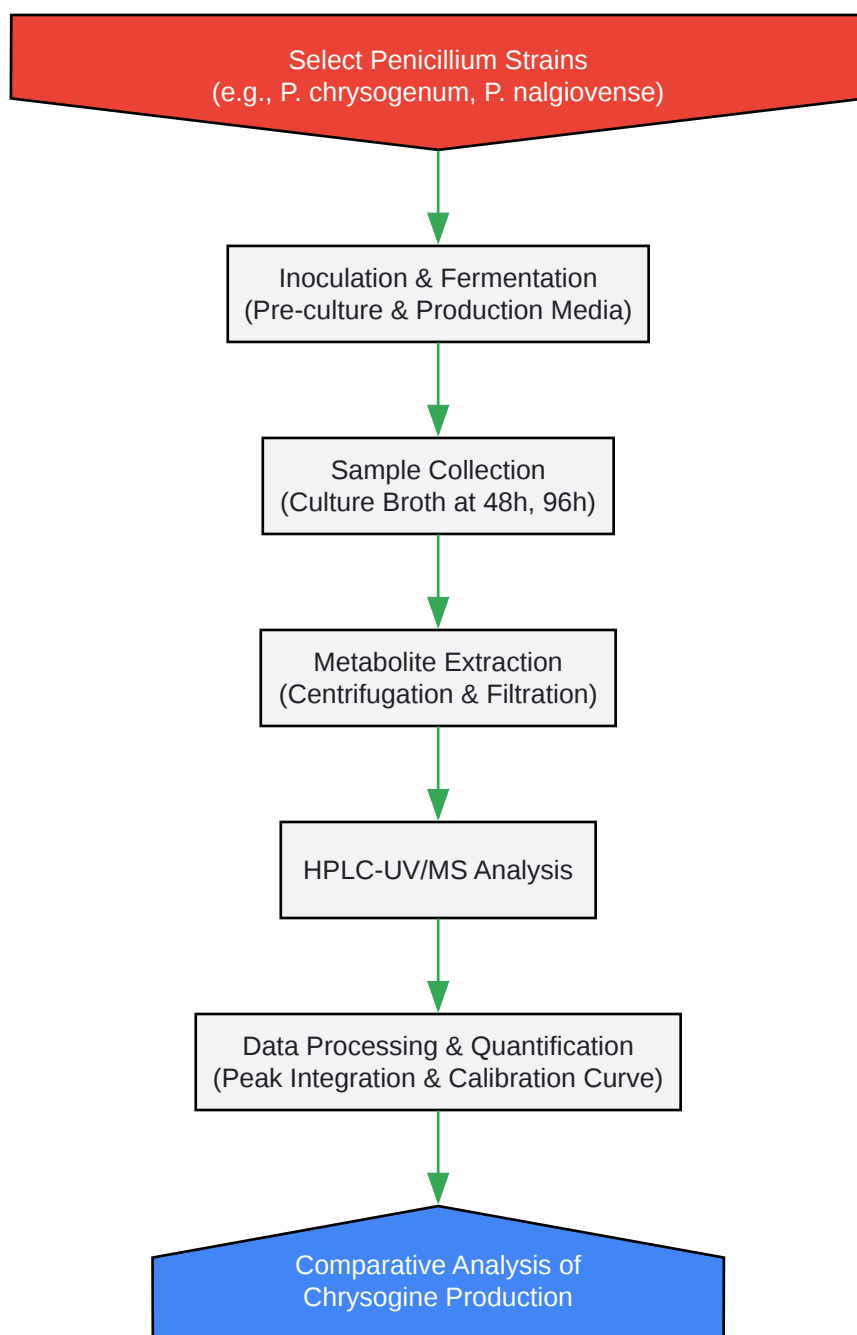 Select Penicillium Strains
(e.g., P. chrysogenum, P. nalgiovense)
Inoculation & Fermentation
(Pre-culture & Production Media)
Sample Collection
(Culture Broth at 48h, 96h)
Metabolite Extraction
(Centrifugation & Filtration)
HPLC-UV/MS Analysis
Data Processing & Quantification
(Peak Integration & Calibration Curve)
Comparative Analysis of
Chrysogine Production